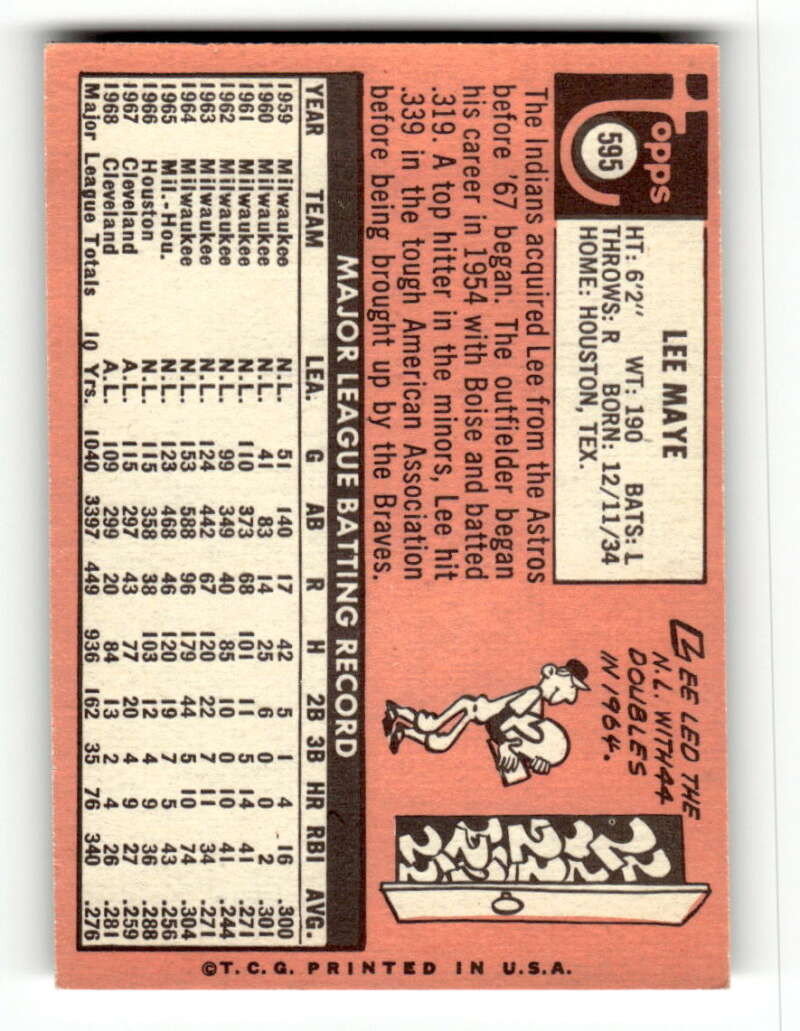 Topps
595
LEE MAYE
HT: 6'2" WT: 190 BATS: L
THROWS: R BORN: 12/11/34
HOME: HOUSTON, TEX.
The Indians acquired Lee from the Astros
before '67 began. The outfielder began
his career in 1954 with Boise and batted
.319. A top hitter in the minors, Lee hit
.339 in the tough American Association
before being brought up by the Braves.
LEE LED THE
N.L. WITH 44
DOUBLES
IN 1964.
2
2 2 2 2 2 2 2 2 2
MAJOR LEAGUE BATTING RECORD
YEAR TEAM LEA. G AB R H 2B 3B HR RBI AVG.
1959 Milwaukee N.L. 51 140 17 42 5 1 4 16 .300
1960 Milwaukee N.L. 41 83 14 25 6 0 0 2 .301
1961 Milwaukee N.L. 110 373 68 101 11 5 14 41 .271
1962 Milwaukee N.L. 99 349 40 85 10 0 10 41 .244
1963 Milwaukee N.L. 124 442 67 120 22 7 11 34 .271
1964 Milwaukee N.L. 153 588 96 179 44 5 10 74 .304
1965 Mil.-Hou. N.L. 123 468 46 120 19 7 5 43 .256
1966 Houston N.L. 115 358 38 103 12 4 9 36 .288
1967 Cleveland A.L. 115 297 43 77 20 4 9 27 .259
1968 Cleveland A.L. 109 299 20 84 13 2 4 26 .281
Major League Totals 10 Yrs. 1040 3397 449 936 162 35 76 340 .276
©T.C.G. PRINTED IN U.S.A.